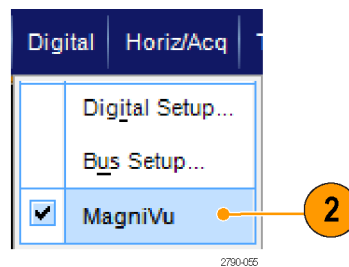 Digital Horiz/Acq
Digital Setup...
Bus Setup...
MagniVu
2
2790-055